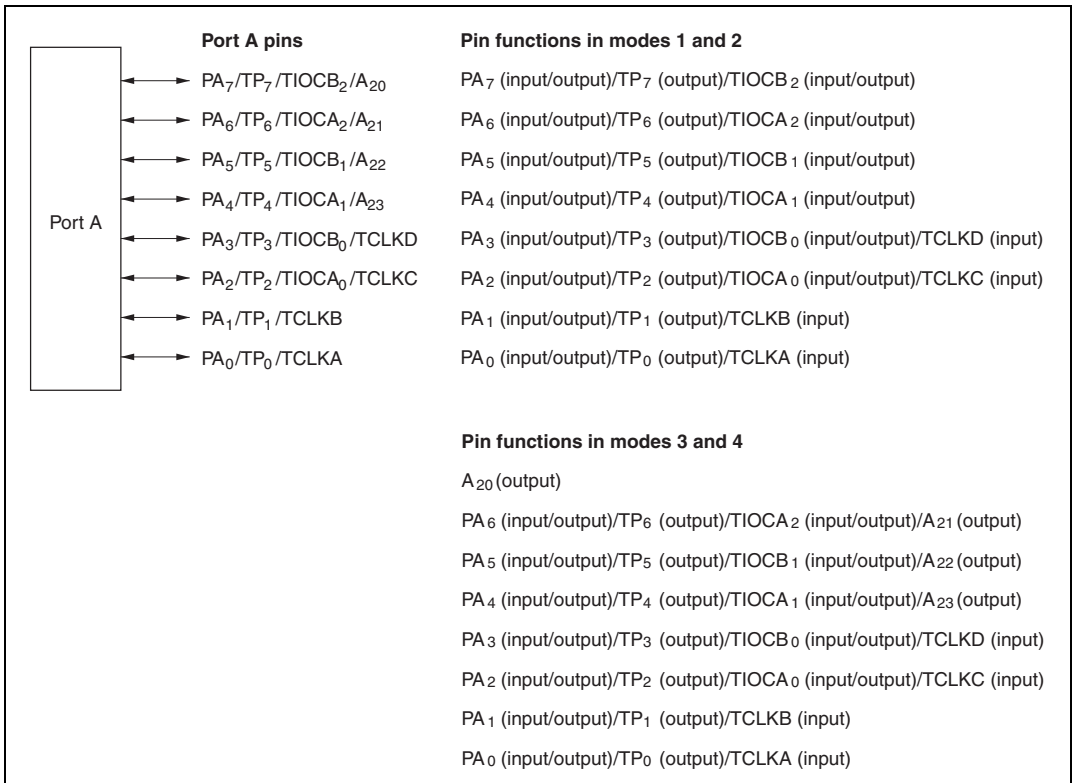 Port A pins Pin functions in modes 1 and 2
PA7/TP7/TIOCB2/A20 PA7 (input/output)/TP7 (output)/TIOCB2 (input/output)
PA6/TP6/TIOCA2/A21 PA6 (input/output)/TP6 (output)/TIOCA2 (input/output)
PA5/TP5/TIOCB1/A22 PA5 (input/output)/TP5 (output)/TIOCB1 (input/output)
PA4/TP4/TIOCA1/A23 PA4 (input/output)/TP4 (output)/TIOCA1 (input/output)
Port A
PA3/TP3/TIOCB0/TCLKD PA3 (input/output)/TP3 (output)/TIOCB0 (input/output)/TCLKD (input)
PA2/TP2/TIOCA0/TCLKC PA2 (input/output)/TP2 (output)/TIOCA0 (input/output)/TCLKC (input)
PA1/TP1/TCLKB PA1 (input/output)/TP1 (output)/TCLKB (input)
PA0/TP0/TCLKA PA0 (input/output)/TP0 (output)/TCLKA (input)
Pin functions in modes 3 and 4
A20 (output)
PA6 (input/output)/TP6 (output)/TIOCA2 (input/output)/A21 (output)
PA5 (input/output)/TP5 (output)/TIOCB1 (input/output)/A22 (output)
PA4 (input/output)/TP4 (output)/TIOCA1 (input/output)/A23 (output)
PA3 (input/output)/TP3 (output)/TIOCB0 (input/output)/TCLKD (input)
PA2 (input/output)/TP2 (output)/TIOCA0 (input/output)/TCLKC (input)
PA1 (input/output)/TP1 (output)/TCLKB (input)
PA0 (input/output)/TP0 (output)/TCLKA (input)